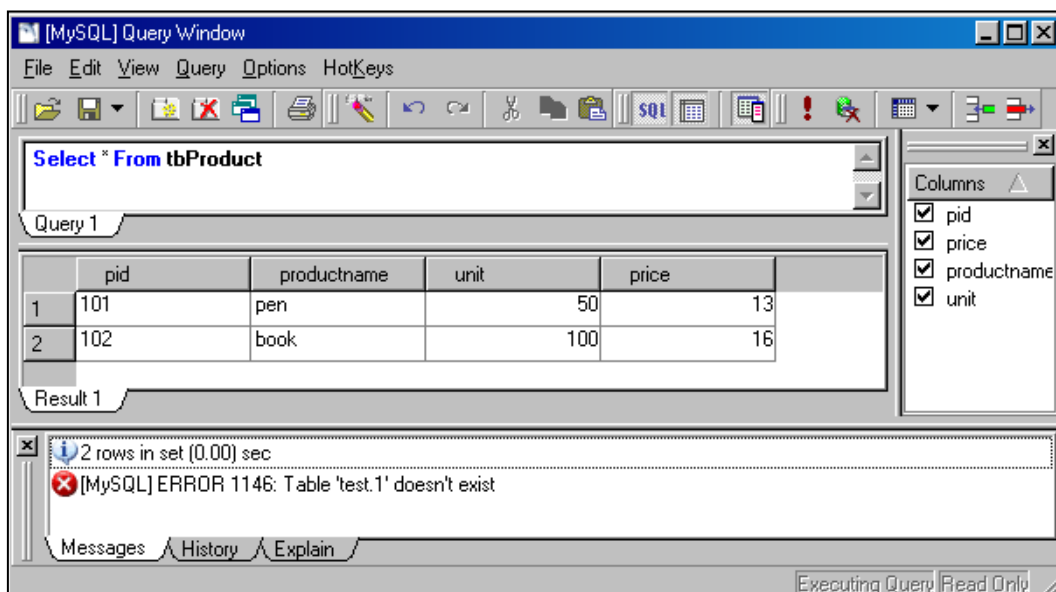 [MySQL] Query Window
File Edit View Query Options HotKeys
SQL
Select * From tbProduct
Query 1
Columns
pid
price
productname
unit
pid productname unit price
1 101 pen 50 13
2 102 book 100 16
Result 1
2 rows in set (0.00) sec
[MySQL] ERROR 1146: Table 'test.1' doesn't exist
Messages History Explain
Executing Query Read Only